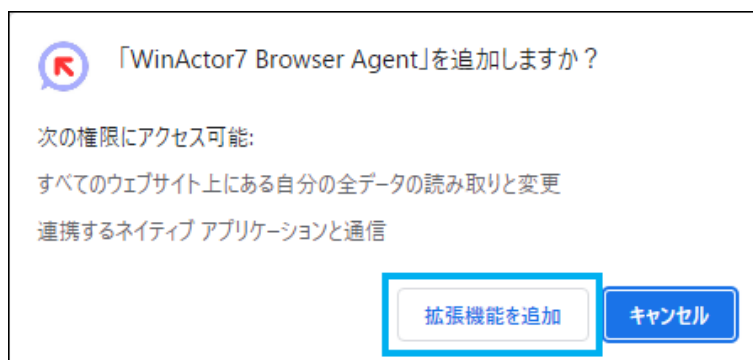 「WinActor7 Browser Agent」を追加しますか？
次の権限にアクセス可能:
すべてのウェブサイト上にある自分の全データの読み取りと変更
連携するネイティブ アプリケーションと通信
拡張機能を追加
キャンセル